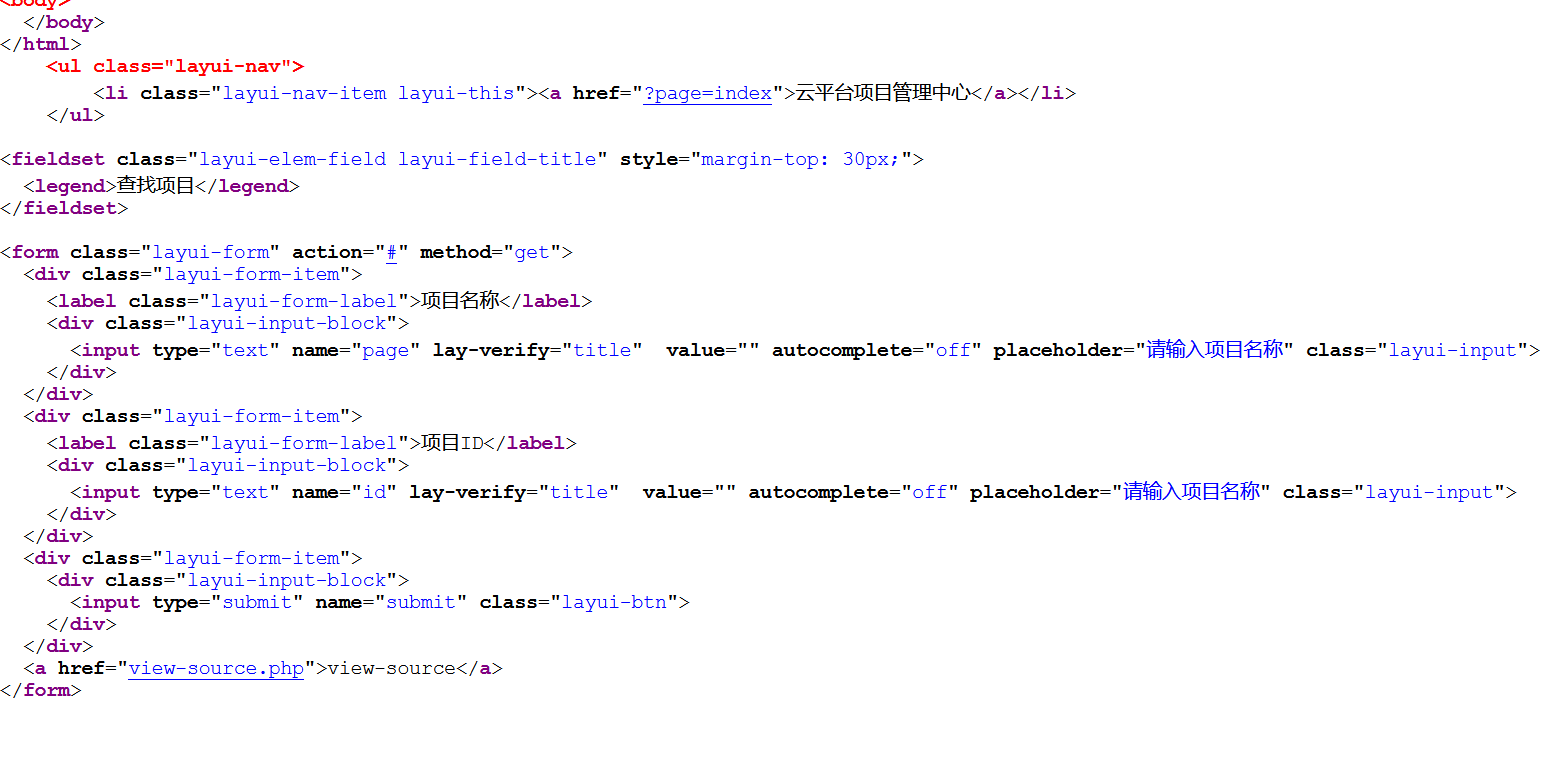 <body>
</body>
</html>
<ul class="layui-nav">
<li class="layui-nav-item layui-this"><a href="?page=index">云平台项目管理中心</a></li>
</ul>
<fieldset class="layui-elem-field layui-field-title" style="margin-top: 30px;">
<legend>查找项目</legend>
</fieldset>
<form class="layui-form" action="#" method="get">
<div class="layui-form-item">
<label class="layui-form-label">项目名称</label>
<div class="layui-input-block">
<input type="text" name="page" lay-verify="title"  value="" autocomplete="off" placeholder="请输入项目名称" class="layui-input">
</div>
</div>
<div class="layui-form-item">
<label class="layui-form-label">项目ID</label>
<div class="layui-input-block">
<input type="text" name="id" lay-verify="title"  value="" autocomplete="off" placeholder="请输入项目名称" class="layui-input">
</div>
</div>
<div class="layui-form-item">
<div class="layui-input-block">
<input type="submit" name="submit" class="layui-btn">
</div>
</div>
<a href="view-source.php">view-source</a>
</form>